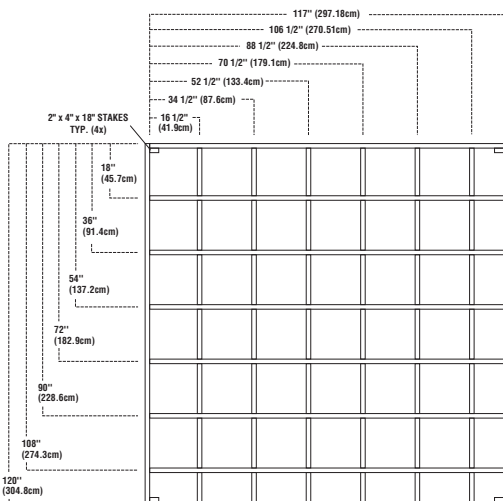 117" (297.18cm)
106 1/2" (270.51cm)
88 1/2" (224.8cm)
70 1/2" (179.1cm)
52 1/2" (133.4cm)
34 1/2" (87.6cm)
16 1/2"
(41.9cm)
2" x 4" x 18" STAKES
TYP. (4x)
18"
(45.7cm)
36"
(91.4cm)
54"
(137.2cm)
72"
(182.9cm)
90"
(228.6cm)
108"
(274.3cm)
120"
(304.8cm)